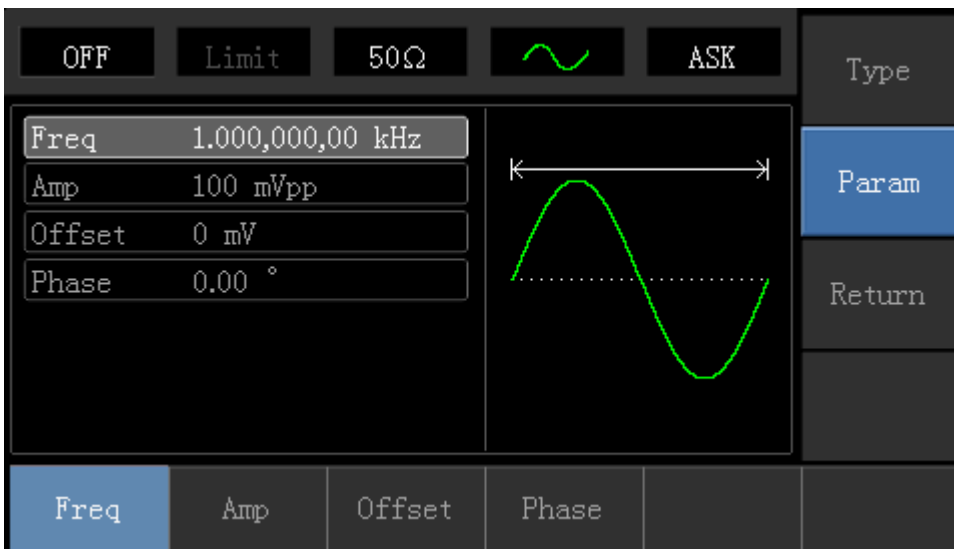 OFF Limit 50Ω ASK
Type
Freq 1.000,000,00 kHz
Amp 100 mVpp
Offset 0 mV
Phase 0.00 °
Param
Return
Freq Amp Offset Phase